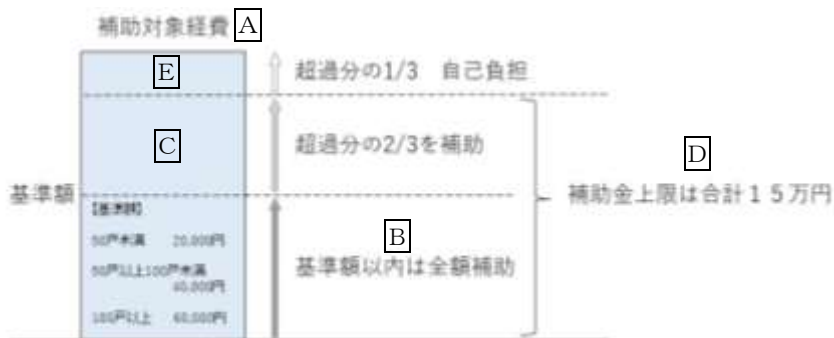 補助対象経費 A
E
超過分の1/3 自己負担
C
超過分の2/3を補助
D
基準額
補助金上限は合計15万円
【基準額】
50戸未満 20,000円
B
50戸以上100戸未満
40,000円
基準額以内は全額補助
100戸以上 60,000円